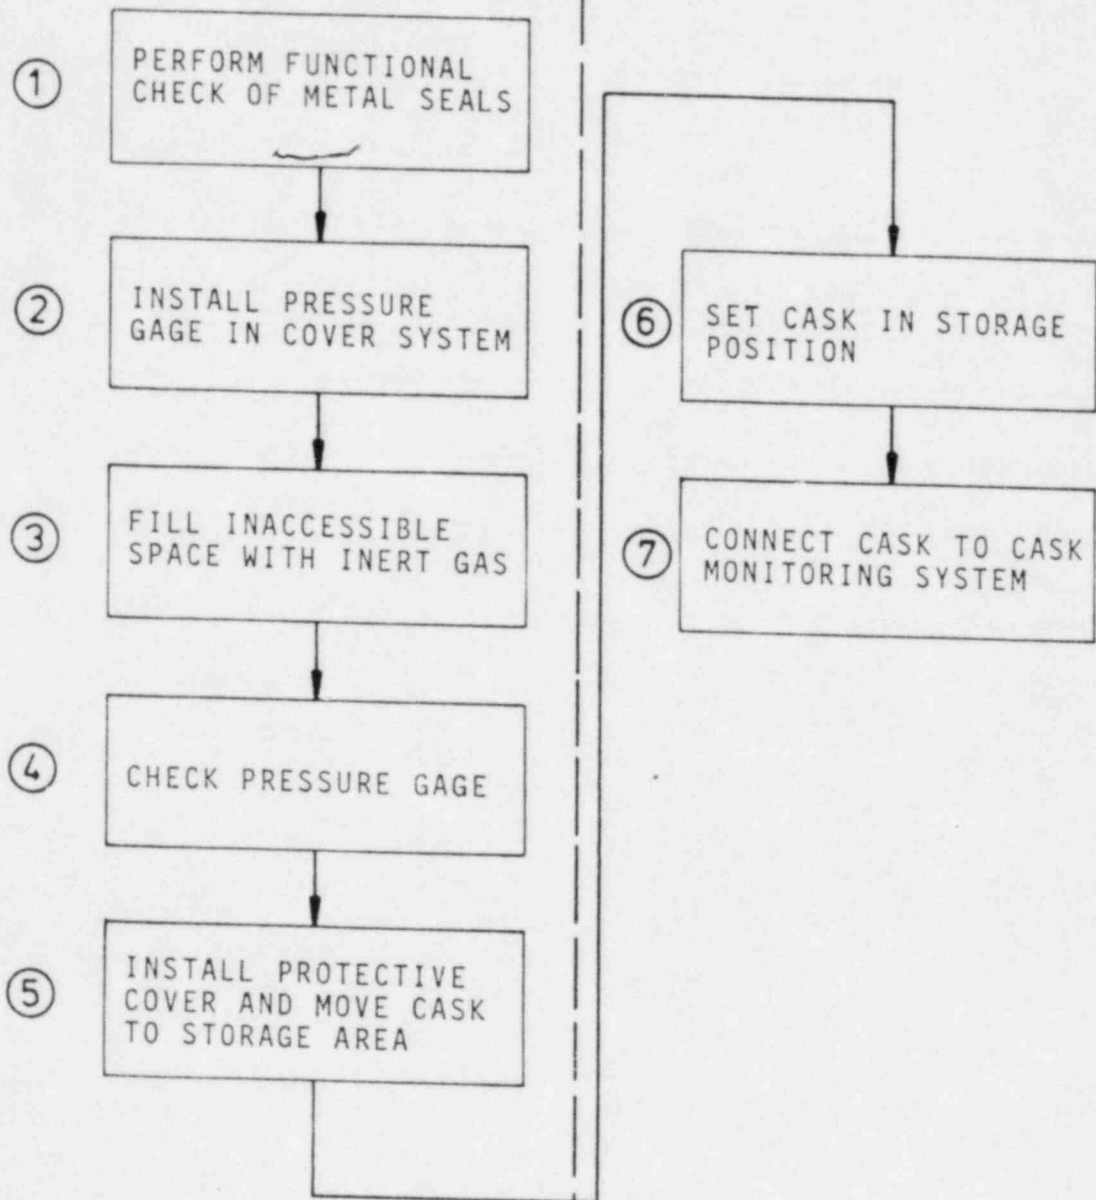 1
PERFORM FUNCTIONAL
CHECK OF METAL SEALS
2
INSTALL PRESSURE
GAGE IN COVER SYSTEM
3
FILL INACCESSIBLE
SPACE WITH INERT GAS
4
CHECK PRESSURE GAGE
5
INSTALL PROTECTIVE
COVER AND MOVE CASK
TO STORAGE AREA
6
SET CASK IN STORAGE
POSITION
7
CONNECT CASK TO CASK
MONITORING SYSTEM